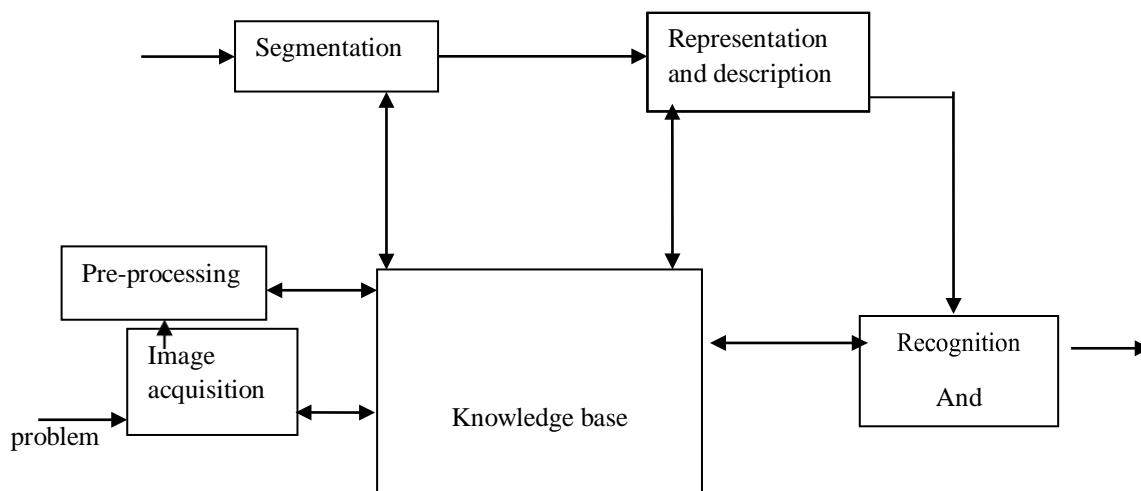 Segmentation
Representation
and description
Pre-processing
Image
acquisition
problem
Knowledge base
Recognition
And